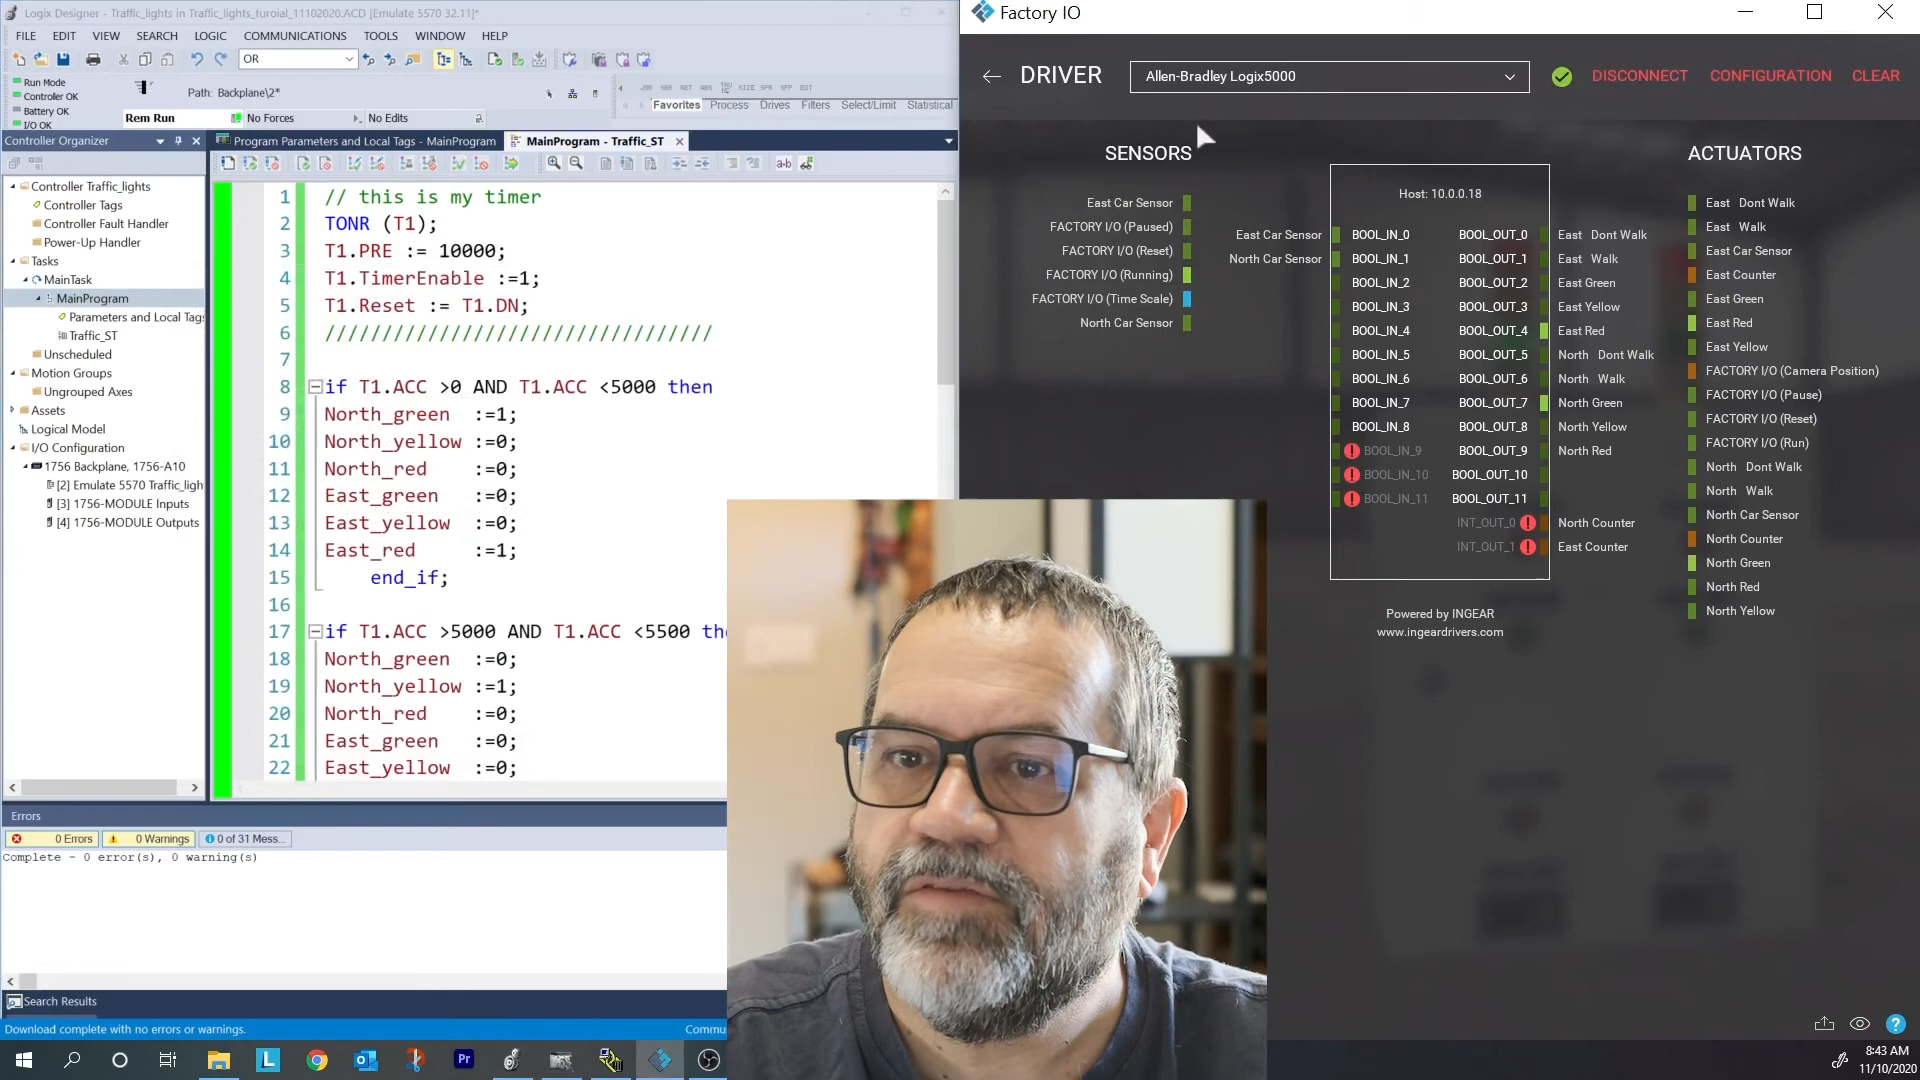 Logix Designer - Traffic_lights in Traffic_lights_turoial_11102020.ACD [Emulate 5570 32.11]*
FILE EDIT VIEW SEARCH LOGIC COMMUNICATIONS TOOLS WINDOW HELP
OR
Run Mode
Controller OK
Battery OK
I/O OK
Path: Backplane\2*
Rem Run
No Forces
No Edits
JSR SBR RET ABS SIZE SFR SFP EOT
Favorites Process Drives Filters Select/Limit Statistical
Controller Organizer
Controller Traffic_lights
Controller Tags
Controller Fault Handler
Power-Up Handler
Tasks
MainTask
MainProgram
Parameters and Local Tags
Traffic_ST
Unscheduled
Motion Groups
Ungrouped Axes
Assets
Logical Model
I/O Configuration
1756 Backplane, 1756-A10
[2] Emulate 5570 Traffic_ligh
[3] 1756-MODULE Inputs
[4] 1756-MODULE Outputs
Program Parameters and Local Tags - MainProgram
MainProgram - Traffic_ST
1 // this is my timer
2 TONR (T1);
3 T1.PRE := 10000;
4 T1.TimerEnable :=1;
5 T1.Reset := T1.DN;
6 //////////////////////////////////
7
8 if T1.ACC >0 AND T1.ACC <5000 then
9 North_green :=1;
10 North_yellow :=0;
11 North_red :=0;
12 East_green :=0;
13 East_yellow :=0;
14 East_red :=1;
15 end_if;
16
17 if T1.ACC >5000 AND T1.ACC <5500 the
18 North_green :=0;
19 North_yellow :=1;
20 North_red :=0;
21 East_green :=0;
22 East_yellow :=0;
Errors
0 Errors
0 Warnings
0 of 31 Mess...
Complete - 0 error(s), 0 warning(s)
Search Results
Download complete with no errors or warnings.
Commu
L
Pr
Factory IO
DRIVER
Allen-Bradley Logix5000
DISCONNECT CONFIGURATION CLEAR
SENSORS
East Car Sensor
FACTORY I/O (Paused)
FACTORY I/O (Reset)
FACTORY I/O (Running)
FACTORY I/O (Time Scale)
North Car Sensor
Host: 10.0.0.18
East Car Sensor BOOL_IN_0 BOOL_OUT_0 East Dont Walk
North Car Sensor BOOL_IN_1 BOOL_OUT_1 East Walk
BOOL_IN_2 BOOL_OUT_2 East Green
BOOL_IN_3 BOOL_OUT_3 East Yellow
BOOL_IN_4 BOOL_OUT_4 East Red
BOOL_IN_5 BOOL_OUT_5 North Dont Walk
BOOL_IN_6 BOOL_OUT_6 North Walk
BOOL_IN_7 BOOL_OUT_7 North Green
BOOL_IN_8 BOOL_OUT_8 North Yellow
BOOL_IN_9 BOOL_OUT_9 North Red
BOOL_IN_10 BOOL_OUT_10
BOOL_IN_11 BOOL_OUT_11
INT_OUT_0 North Counter
INT_OUT_1 East Counter
Powered by INGEAR
www.ingeardrivers.com
ACTUATORS
East Dont Walk
East Walk
East Car Sensor
East Counter
East Green
East Red
East Yellow
FACTORY I/O (Camera Position)
FACTORY I/O (Pause)
FACTORY I/O (Reset)
FACTORY I/O (Run)
North Dont Walk
North Walk
North Car Sensor
North Counter
North Green
North Red
North Yellow
?
8:43 AM
11/10/2020